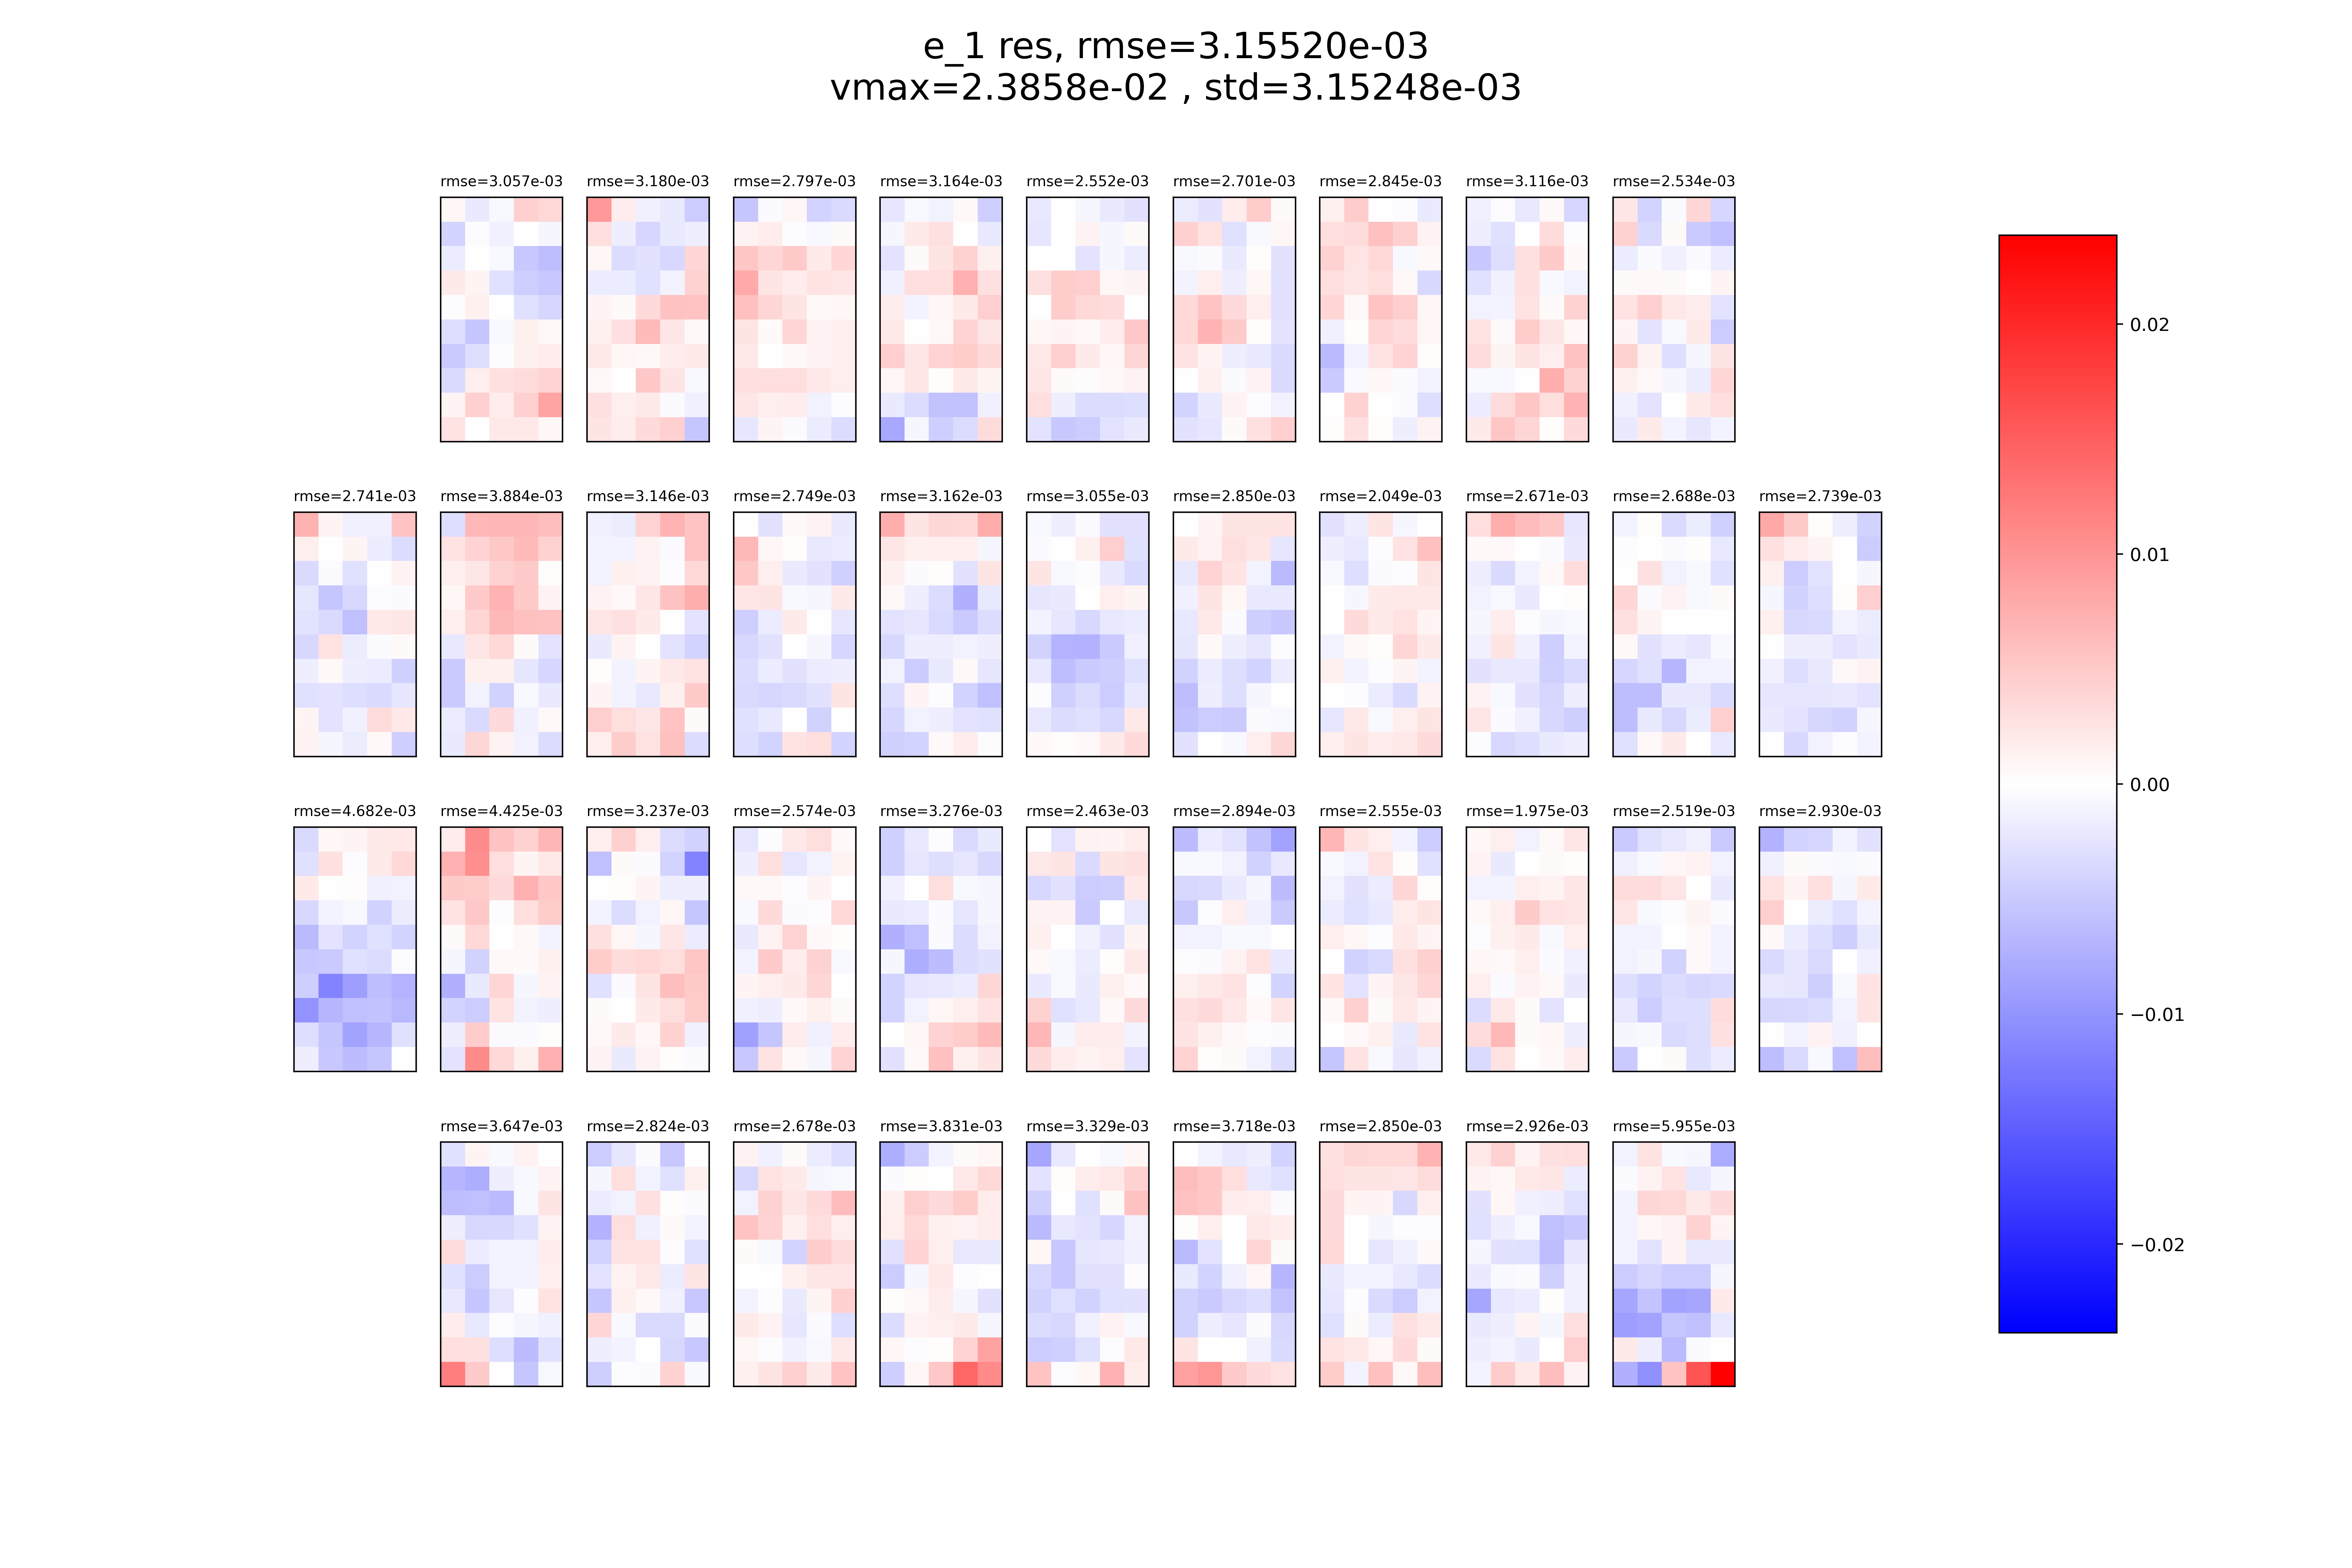 e_1 res, rmse=3.15520e-03
vmax=2.3858e-02 , std=3.15248e-03
rmse=3.057e-03 rmse=3.180e-03 rmse=2.797e-03 rmse=3.164e-03 rmse=2.552e-03 rmse=2.701e-03 rmse=2.845e-03 rmse=3.116e-03 rmse=2.534e-03
rmse=2.741e-03 rmse=3.884e-03 rmse=3.146e-03 rmse=2.749e-03 rmse=3.162e-03 rmse=3.055e-03 rmse=2.850e-03 rmse=2.049e-03 rmse=2.671e-03 rmse=2.688e-03 rmse=2.739e-03
rmse=4.682e-03 rmse=4.425e-03 rmse=3.237e-03 rmse=2.574e-03 rmse=3.276e-03 rmse=2.463e-03 rmse=2.894e-03 rmse=2.555e-03 rmse=1.975e-03 rmse=2.519e-03 rmse=2.930e-03
rmse=3.647e-03 rmse=2.824e-03 rmse=2.678e-03 rmse=3.831e-03 rmse=3.329e-03 rmse=3.718e-03 rmse=2.850e-03 rmse=2.926e-03 rmse=5.955e-03
0.02
0.01
0.00
−0.01
−0.02